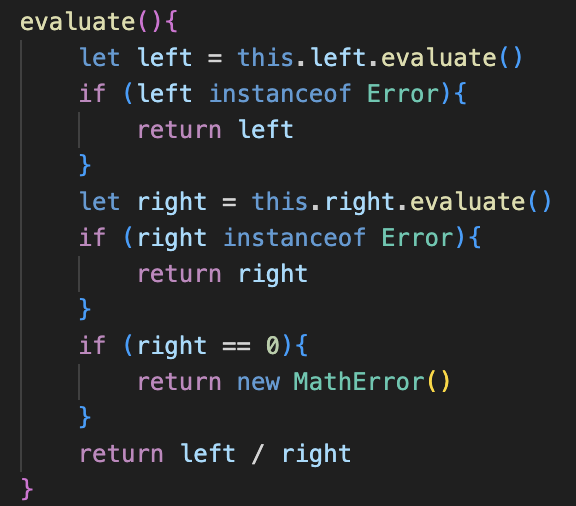 evaluate(){
    let left = this.left.evaluate()
    if (left instanceof Error){
        return left
    }
    let right = this.right.evaluate()
    if (right instanceof Error){
        return right
    }
    if (right == 0){
        return new MathError()
    }
    return left / right
}